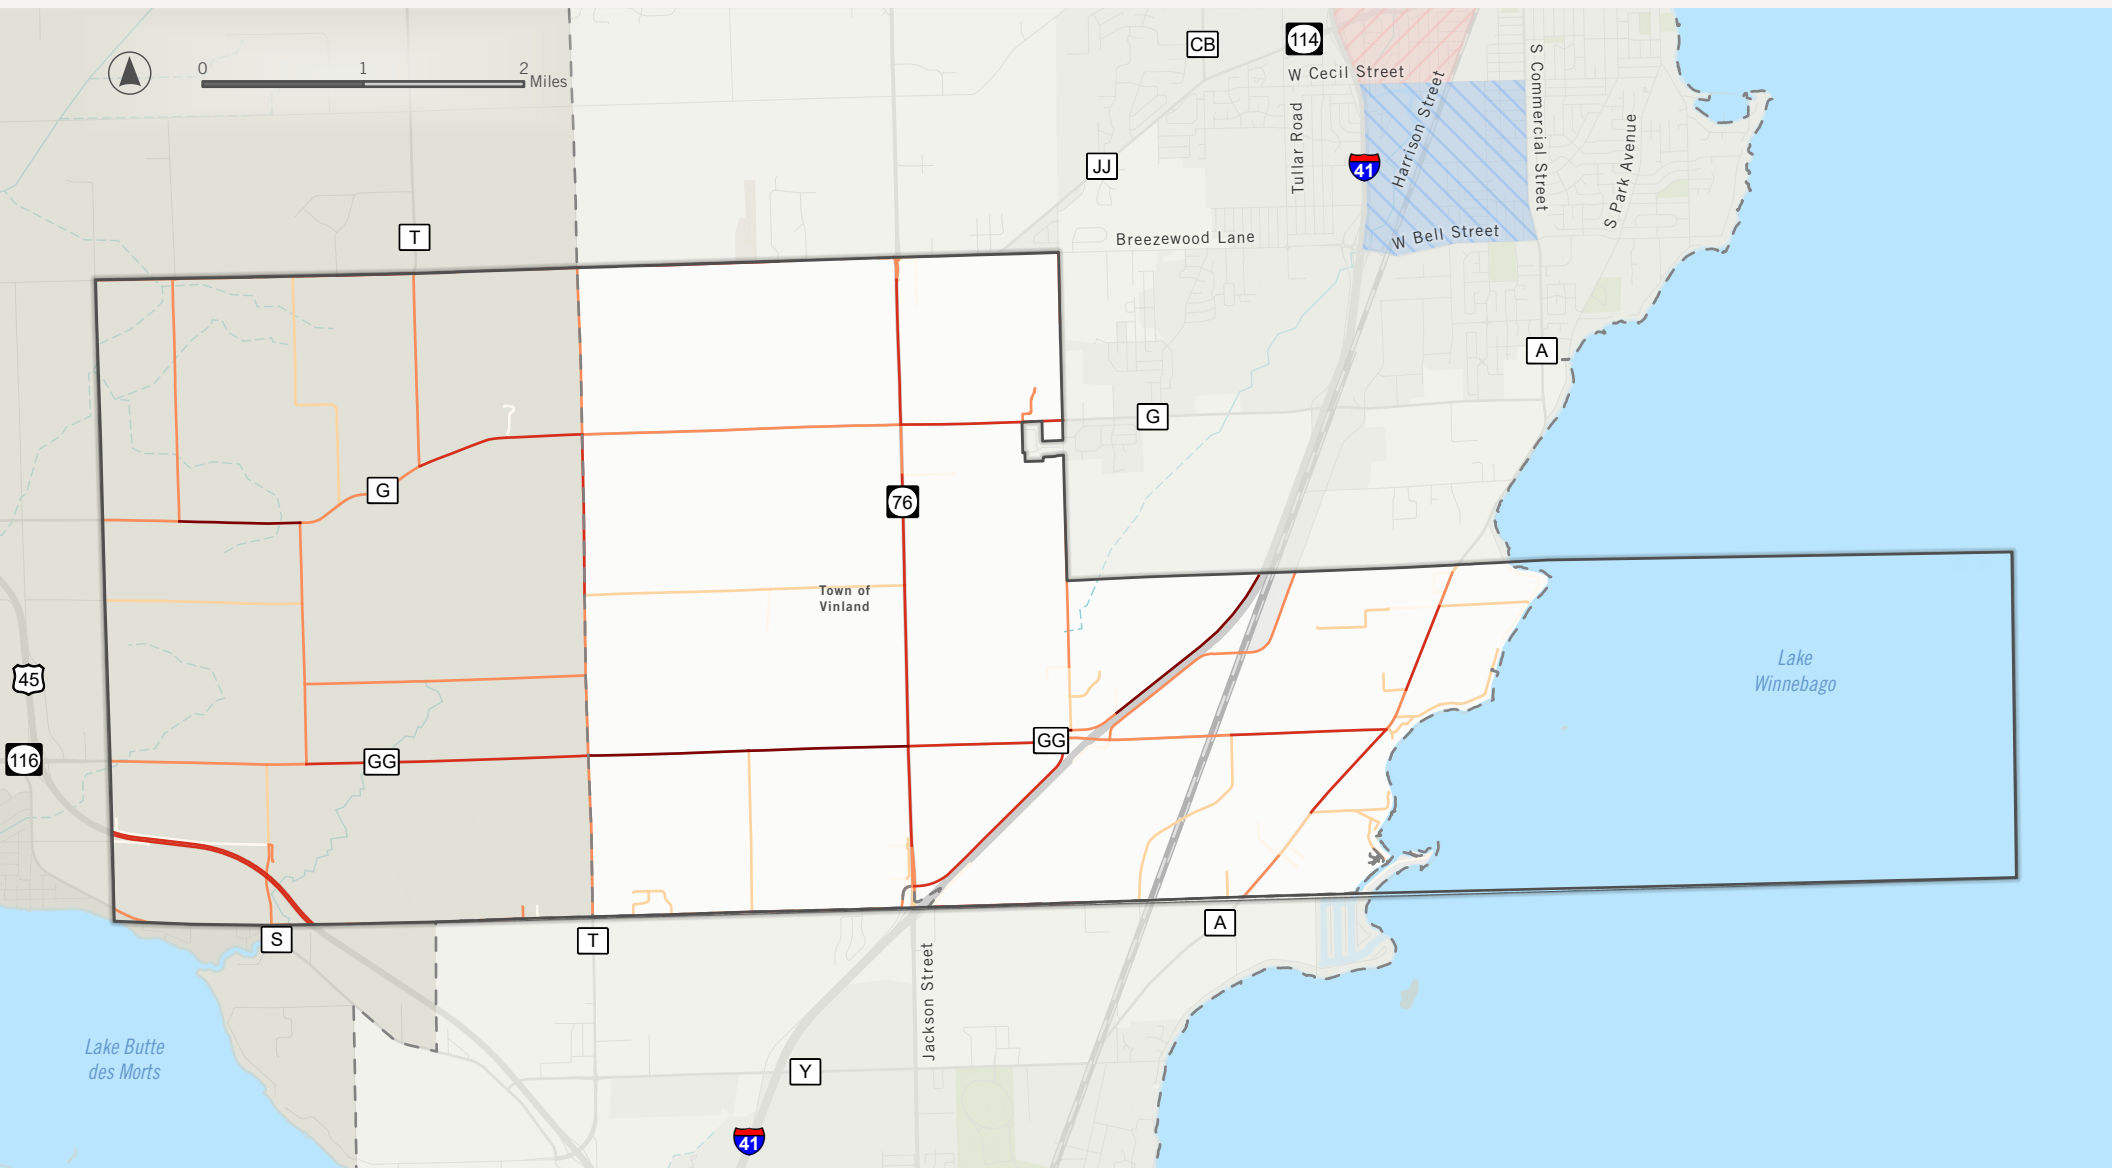 0 1 2
Miles
CB
114
W Cecil Street
S Commercial Street
Tullar Road
Harrison Street
S Park Avenue
JJ
41
T
Breezewood Lane
W Bell Street
A
G
G
76
Town of
Vinland
45
Lake
Winnebago
116
GG
GG
S
T
A
Jackson Street
Lake Butte
des Morts
Y
41